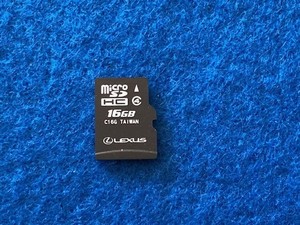 micro
SD
HC 4
16GB
C16G TAIWAN
LEXUS